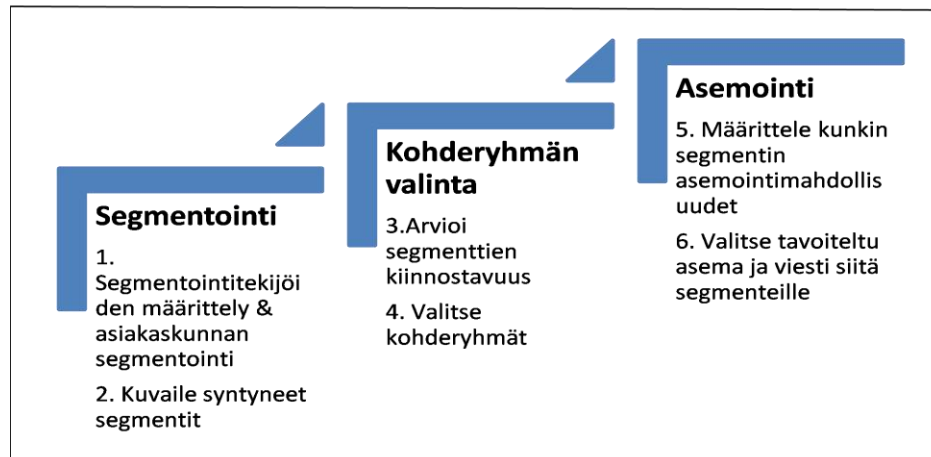 Segmentointi
1.
Segmentointitekijöi
den määrittely &
asiakaskunnan
segmentointi
2. Kuvaile syntyneet
segmentit
Kohderyhmän
valinta
3.Arvioi
segmenttien
kiinnostavuus
4. Valitse
kohderyhmät
Asemointi
5. Määrittele kunkin
segmentin
asemointimahdollis
uudet
6. Valitse tavoiteltu
asema ja viesti siitä
segmenteille